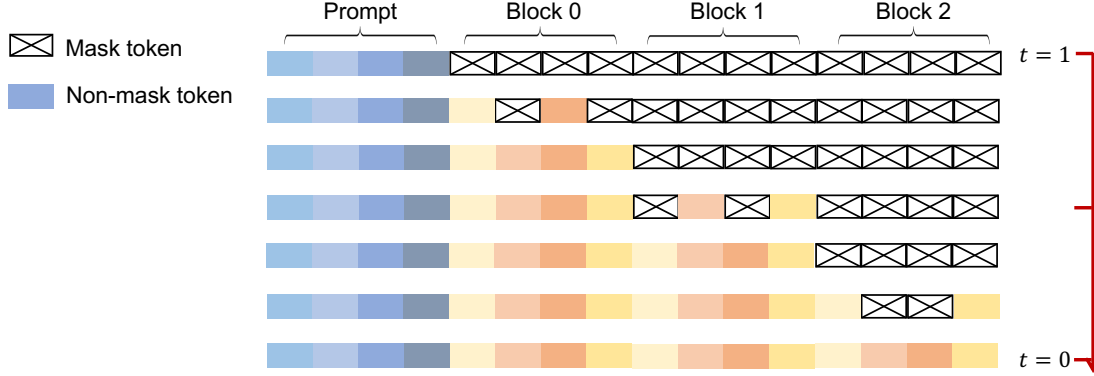 Prompt Block 0 Block 1 Block 2
Mask token
t = 1
Non-mask token
t = 0